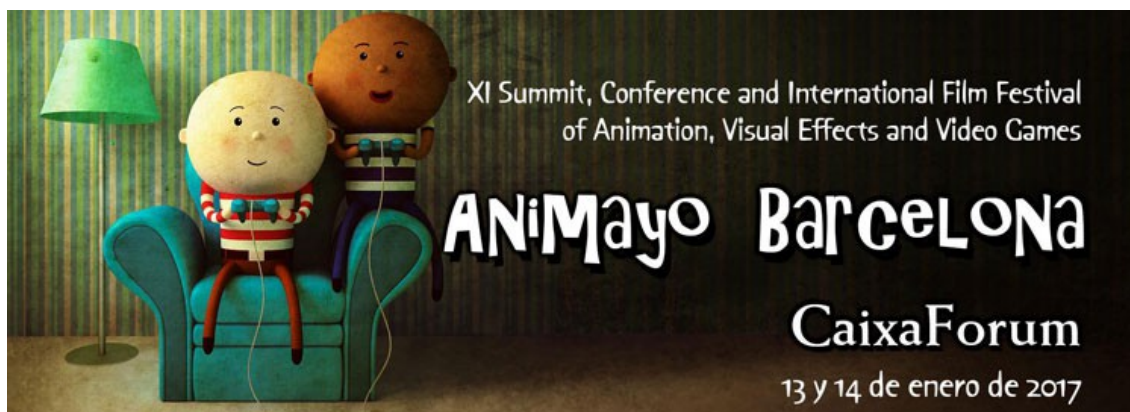 XI Summit, Conference and International Film Festival
of Animation, Visual Effects and Video Games
ANiMayo BarceLoNa
CaixaForum
13 y 14 de enero de 2017